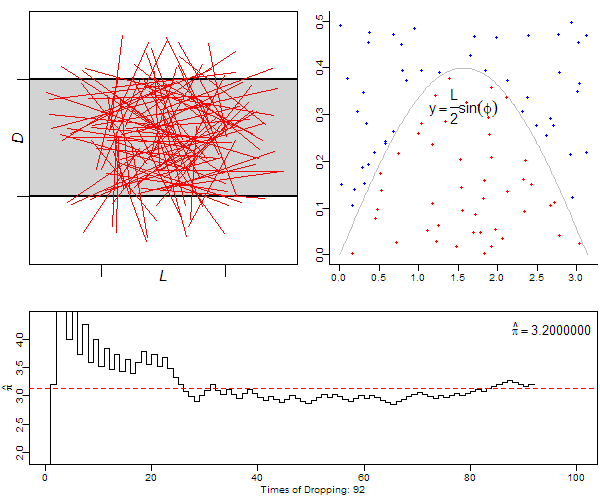 D
L
0.5
0.4
0.3
0.2
0.1
0.0
y = L/2 sin(ϕ)
0.0 0.5 1.0 1.5 2.0 2.5 3.0
π̂ = 3.2000000
π̂
4.0
3.5
3.0
2.5
2.0
0 20 40 60 80 100
Times of Dropping: 92